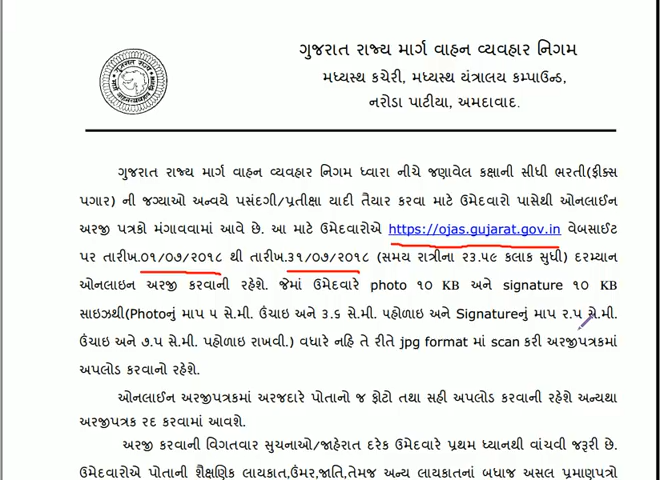 ગુજરાત રાજ્ય માર્ગ વાહન વ્યવહાર નિગમ
મધ્યસ્થ કચેરી, મધ્યસ્થ યંત્રાલય કમ્પાઉન્ડ,
નરોડા પાટીયા, અમદાવાદ.
ગુજરાત રાજ્ય માર્ગ વાહન વ્યવહાર નિગમ ધ્વારા નીચે જણાવેલ કક્ષાની સીધી ભરતી(ફીક્સ
પગાર) ની જગ્યાઓ અન્વયે પસંદગી/પ્રતીક્ષા યાદી તૈયાર કરવા માટે ઉમેદવારો પાસેથી ઓનલાઈન
અરજી પત્રકો મંગાવવામાં આવે છે. આ માટે ઉમેદવારોએ https://ojas.gujarat.gov.in વેબસાઈટ
પર તારીખ.૦૧/૦૭/૨૦૧૮ થી તારીખ.૩૧/૦૭/૨૦૧૮ (સમય રાત્રીના ૨૩.૫૯ કલાક સુધી) દરમ્યાન
ઓનલાઇન અરજી કરવાની રહેશે. જેમાં ઉમેદવારે photo ૧૦ KB અને signature ૧૦ KB
સાઇઝથી(Photoનું માપ ૫ સે.મી. ઉંચાઇ અને ૩.૬ સે.મી. પહોળાઇ અને Signatureનું માપ ૨.૫ સે.મી.
ઉંચાઇ અને ૭.૫ સે.મી. પહોળાઇ રાખવી.) વધારે નહિ તે રીતે jpg format માં scan કરી અરજીપત્રકમાં
અપલોડ કરવાનો રહેશે.
ઓનલાઈન અરજીપત્રકમાં અરજદારે પોતાનો જ ફોટો તથા સહી અપલોડ કરવાની રહેશે અન્યથા
અરજીપત્રક રદ કરવામાં આવશે.
અરજી કરવાની વિગતવાર સુચનાઓ/જાહેરાત દરેક ઉમેદવારે પ્રથમ ધ્યાનથી વાંચવી જરૂરી છે.
ઉમેદવારોએ પોતાની શૈક્ષણિક લાયકાત,ઉંમર,જાતિ,તેમજ અન્ય લાયકાતનાં બધાજ અસલ પ્રમાણપત્રો